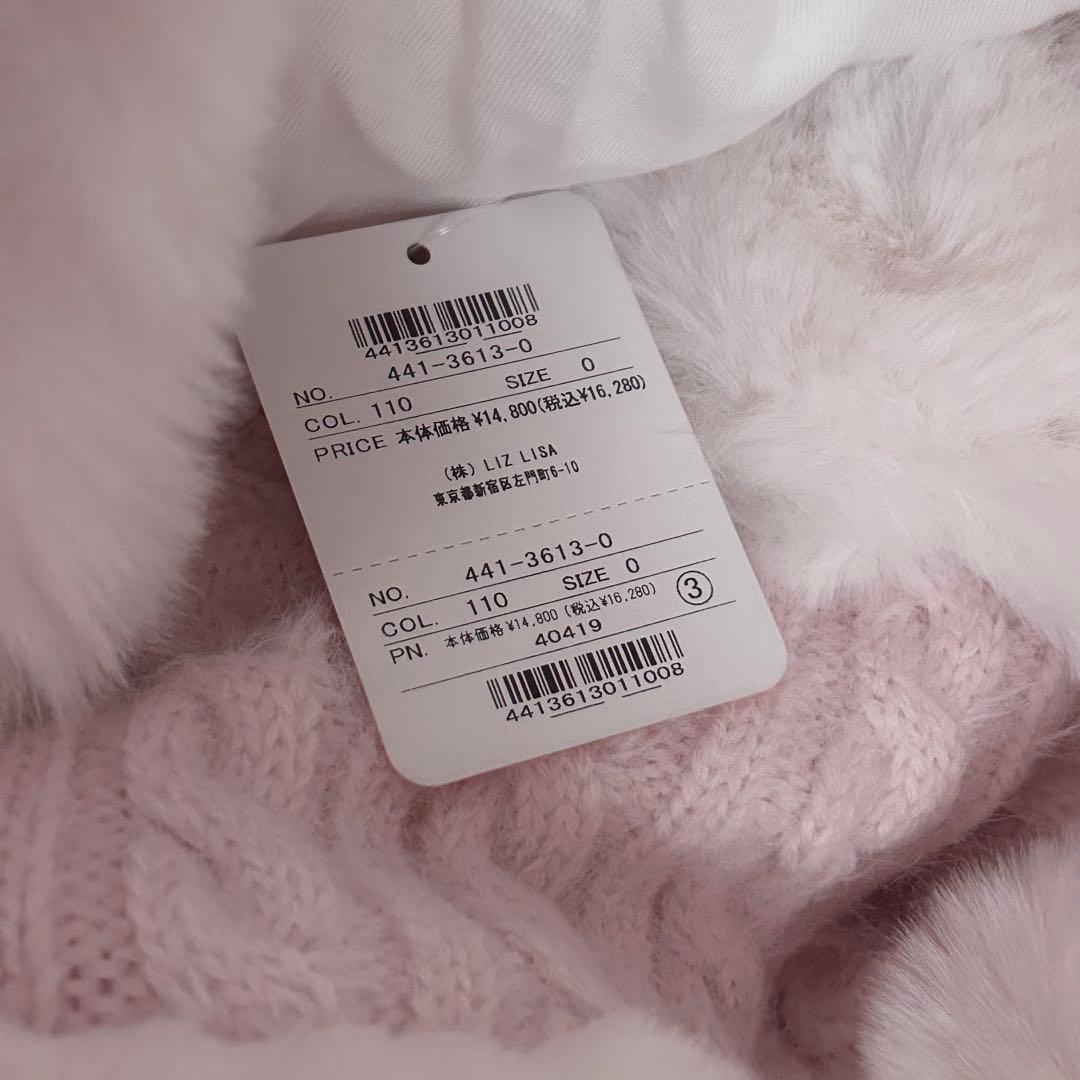 4413613011008
NO. 441-3613-0
COL. 110 SIZE 0
PRICE 本体価格 ¥14,800(税込¥16,280)
(株) LIZ LISA
東京都新宿区左門町6-10
NO. 441-3613-0
COL. 110 SIZE 0
PN. 本体価格 ¥14,800 (税込¥16,280) ③
40419
4413613011008